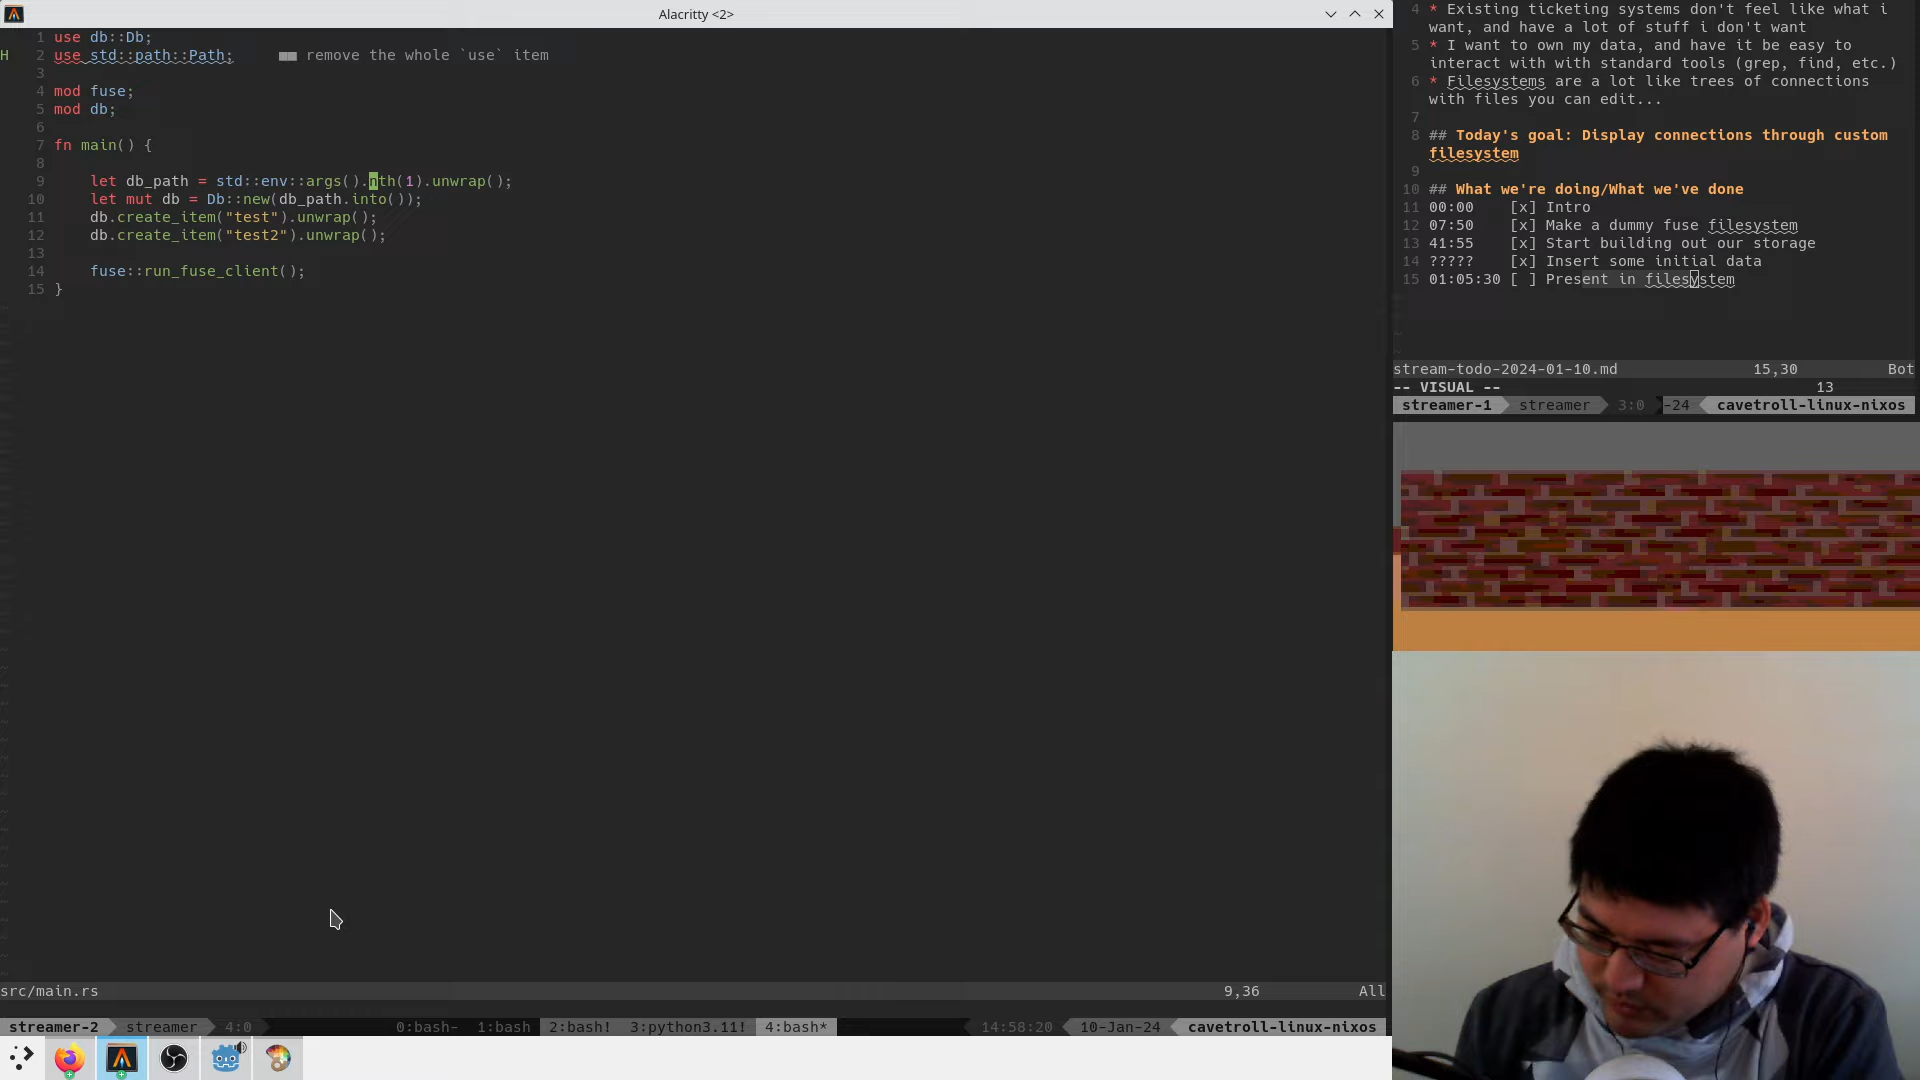 Alacritty <2>
1 use db::Db;
H 2 use std::path::Path; ■■ remove the whole `use` item
3
4 mod fuse;
5 mod db;
6
7 fn main() {
8
9 let db_path = std::env::args().nth(1).unwrap();
10 let mut db = Db::new(db_path.into());
11 db.create_item("test").unwrap();
12 db.create_item("test2").unwrap();
13
14 fuse::run_fuse_client();
15 }
src/main.rs 9,36 All
streamer-2 streamer 4:0 0:bash- 1:bash 2:bash! 3:python3.11! 4:bash* 14:58:20 10-Jan-24 cavetroll-linux-nixos
4 * Existing ticketing systems don't feel like what i
want, and have a lot of stuff i don't want
5 * I want to own my data, and have it be easy to
interact with with standard tools (grep, find, etc.)
6 * Filesystems are a lot like trees of connections
with files you can edit...
7
8 ## Today's goal: Display connections through custom
filesystem
9
10 ## What we're doing/What we've done
11 00:00 [x] Intro
12 07:50 [x] Make a dummy fuse filesystem
13 41:55 [x] Start building out our storage
14 ????? [x] Insert some initial data
15 01:05:30 [ ] Present in filesystem
stream-todo-2024-01-10.md 15,30 Bot
-- VISUAL -- 13
streamer-1 streamer 3:0 -24 cavetroll-linux-nixos